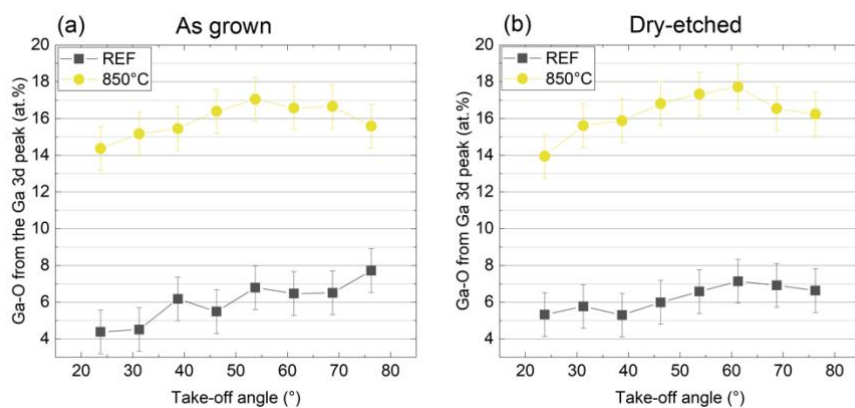 (a) As grown
REF
850°C
Ga-O from the Ga 3d peak (at.%)
20
18
16
14
12
10
8
6
4
20 30 40 50 60 70 80
Take-off angle (°)
(b) Dry-etched
REF
850°C
Ga-O from Ga 3d peak (at.%)
20
18
16
14
12
10
8
6
4
20 30 40 50 60 70 80
Take-off angle (°)